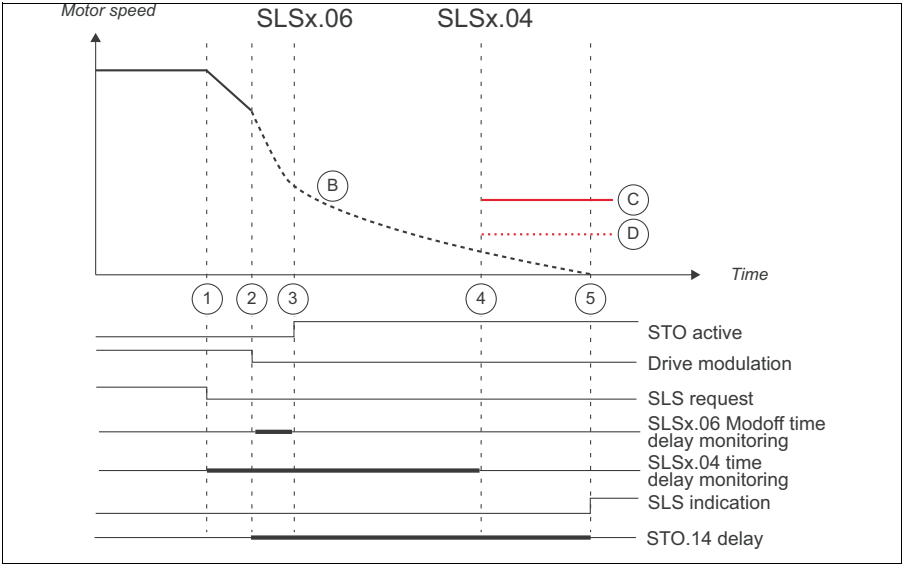 Motor speed
SLSx.06
SLSx.04
B
C
D
Time
1 2 3 4 5
STO active
Drive modulation
SLS request
SLSx.06 Modoff time
delay monitoring
SLSx.04 time
delay monitoring
SLS indication
STO.14 delay